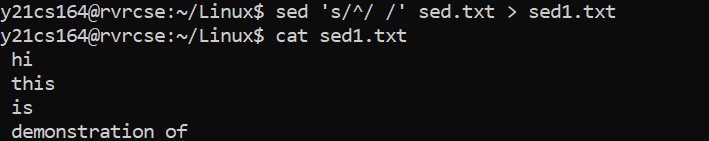 y21cs164@rvrcse:~/Linux$ sed 's/^/ /' sed.txt > sed1.txt
y21cs164@rvrcse:~/Linux$ cat sed1.txt
 hi
 this
 is
 demonstration of